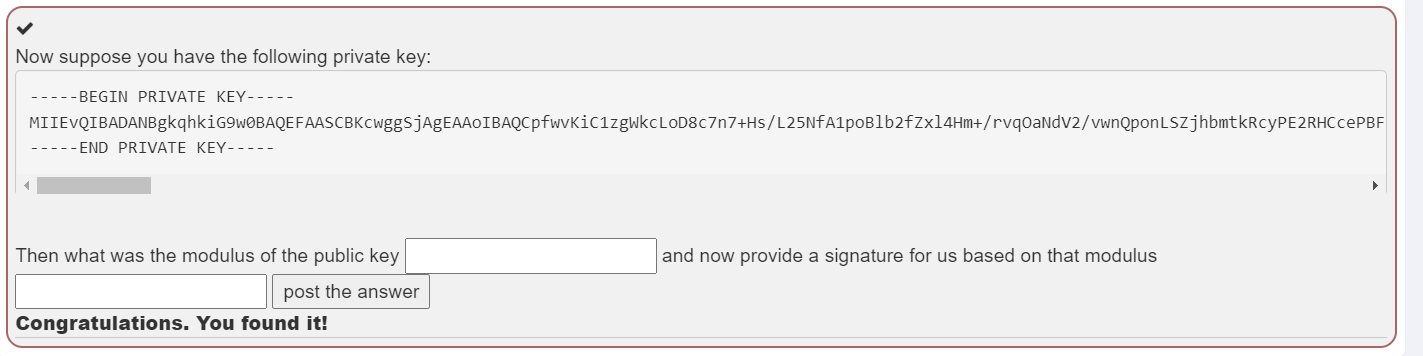 Now suppose you have the following private key:
-----BEGIN PRIVATE KEY-----
MIIEvQIBADANBgkqhkiG9w0BAQEFAASCBKcwggSjAgEAAoIBAQCpfwvKiC1zgWkcLoD8c7n7+Hs/L25NfA1poBlb2fZxl4Hm+/rvqOaNdV2/vwnQponLSZjhbmtkRcyPE2RHCcePBF
-----END PRIVATE KEY-----
Then what was the modulus of the public key and now provide a signature for us based on that modulus
post the answer
Congratulations. You found it!